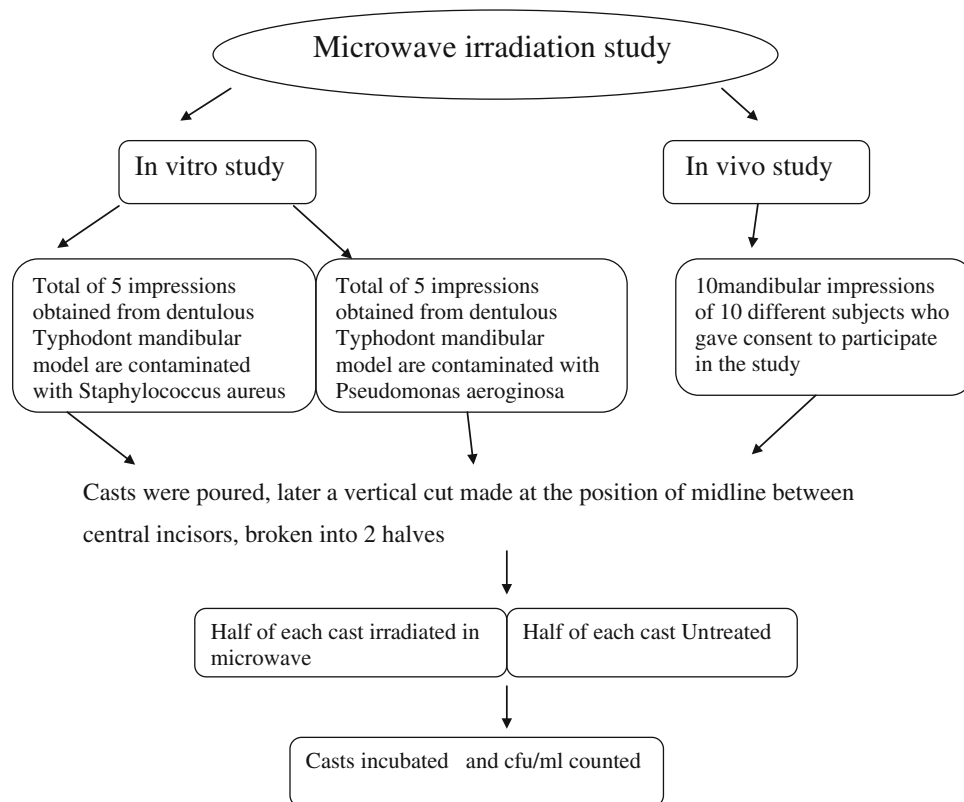 Microwave irradiation study
In vitro study
In vivo study
Total of 5 impressions
obtained from dentulous
Typhodont mandibular
model are contaminated
with Staphylococcus aureus
Total of 5 impressions
obtained from dentulous
Typhodont mandibular
model are contaminated with
Pseudomonas aeroginosa
10mandibular impressions
of 10 different subjects who
gave consent to participate
in the study
Casts were poured, later a vertical cut made at the position of midline between
central incisors, broken into 2 halves
Half of each cast irradiated in
microwave
Half of each cast Untreated
Casts incubated and cfu/ml counted